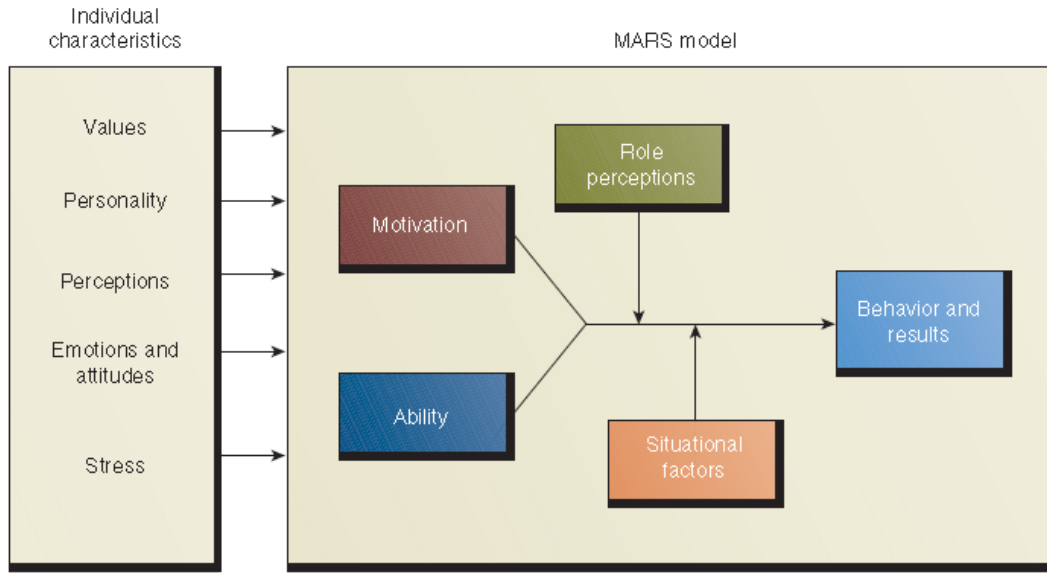 Individual
characteristics
MARS model
Values
Personality
Perceptions
Emotions and
attitudes
Stress
Role
perceptions
Motivation
Ability
Situational
factors
Behavior and
results